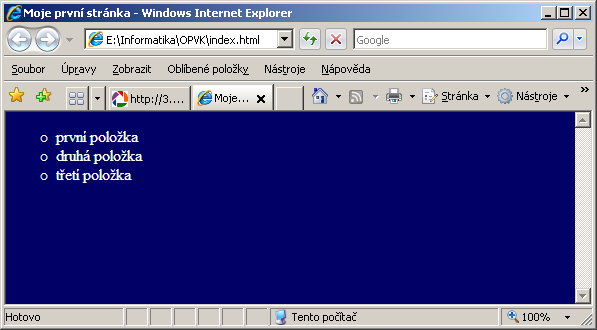 Moje první stránka - Windows Internet Explorer
E:\Informatika\OPVK\index.html
Google
Soubor Úpravy Zobrazit Oblíbené položky Nástroje Nápověda
http://3.... Moje... Stránka Nástroje »
první položka
druhá položka
třetí položka
Hotovo Tento počítač 100%